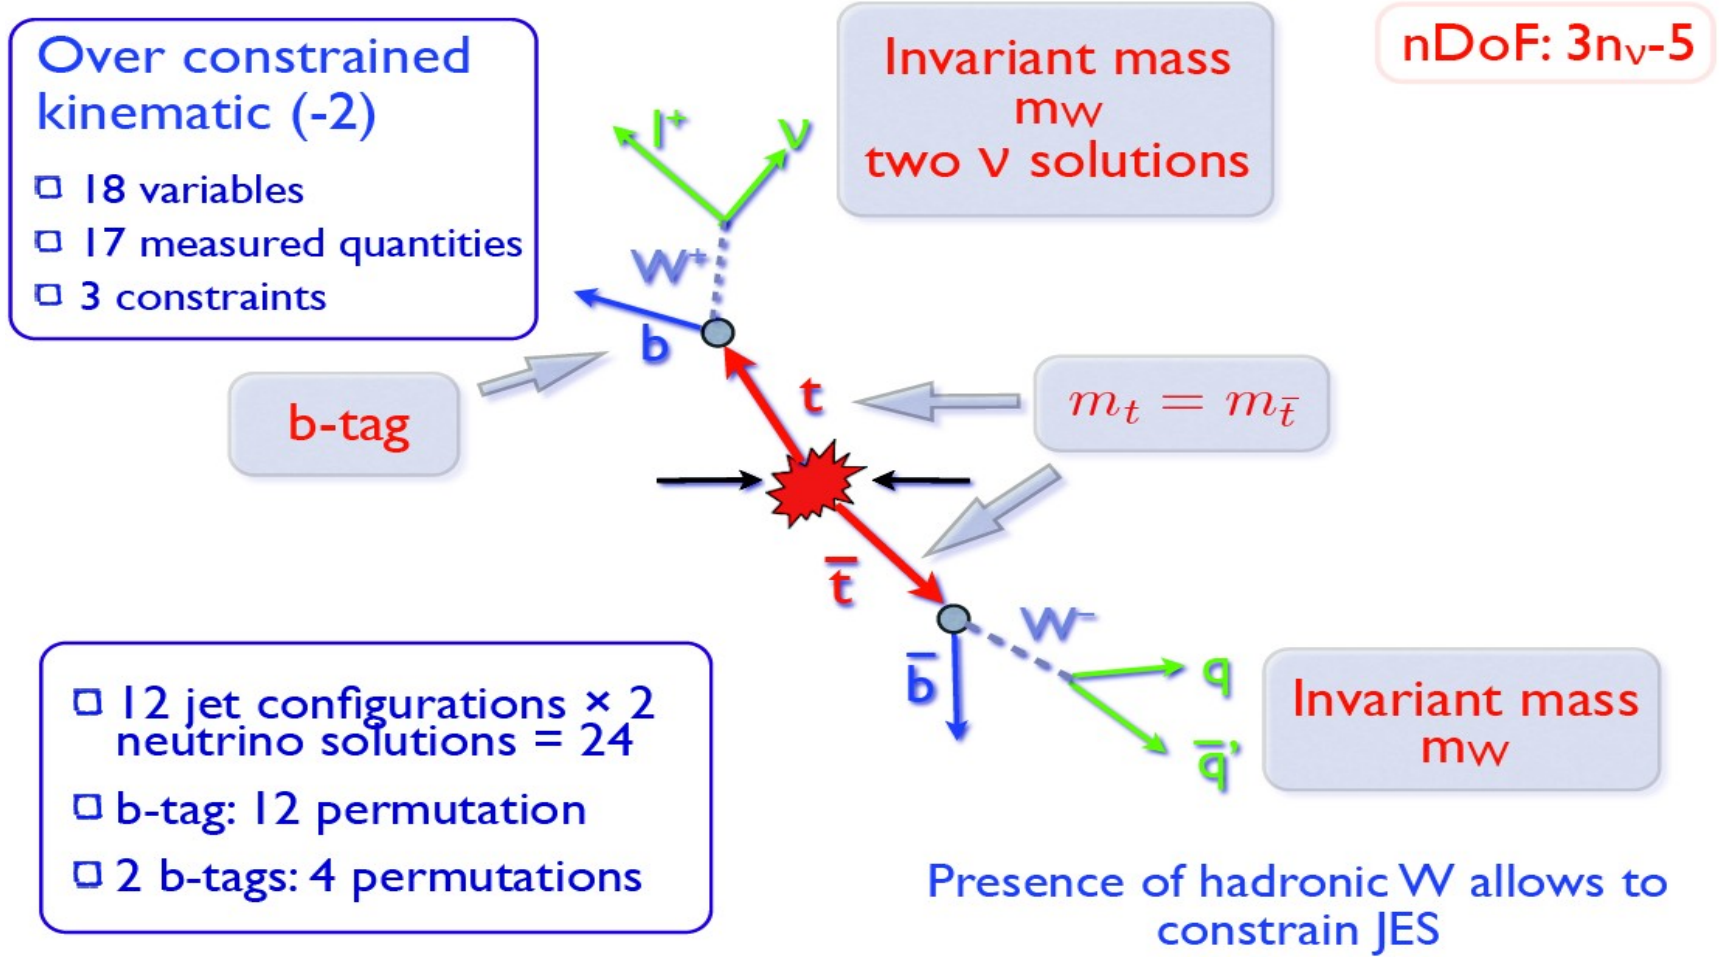 Over constrained
kinematic (-2)
❑ 18 variables
❑ 17 measured quantities
❑ 3 constraints
Invariant mass
mW
two ν solutions
nDoF: 3nν-5
l⁺
ν
W⁺
b
b-tag
t
m_t = m_t̄
t̄
W⁻
b̄
q
q̄'
Invariant mass
mW
❑ 12 jet configurations × 2
neutrino solutions = 24
❑ b-tag: 12 permutation
❑ 2 b-tags: 4 permutations
Presence of hadronic W allows to
constrain JES